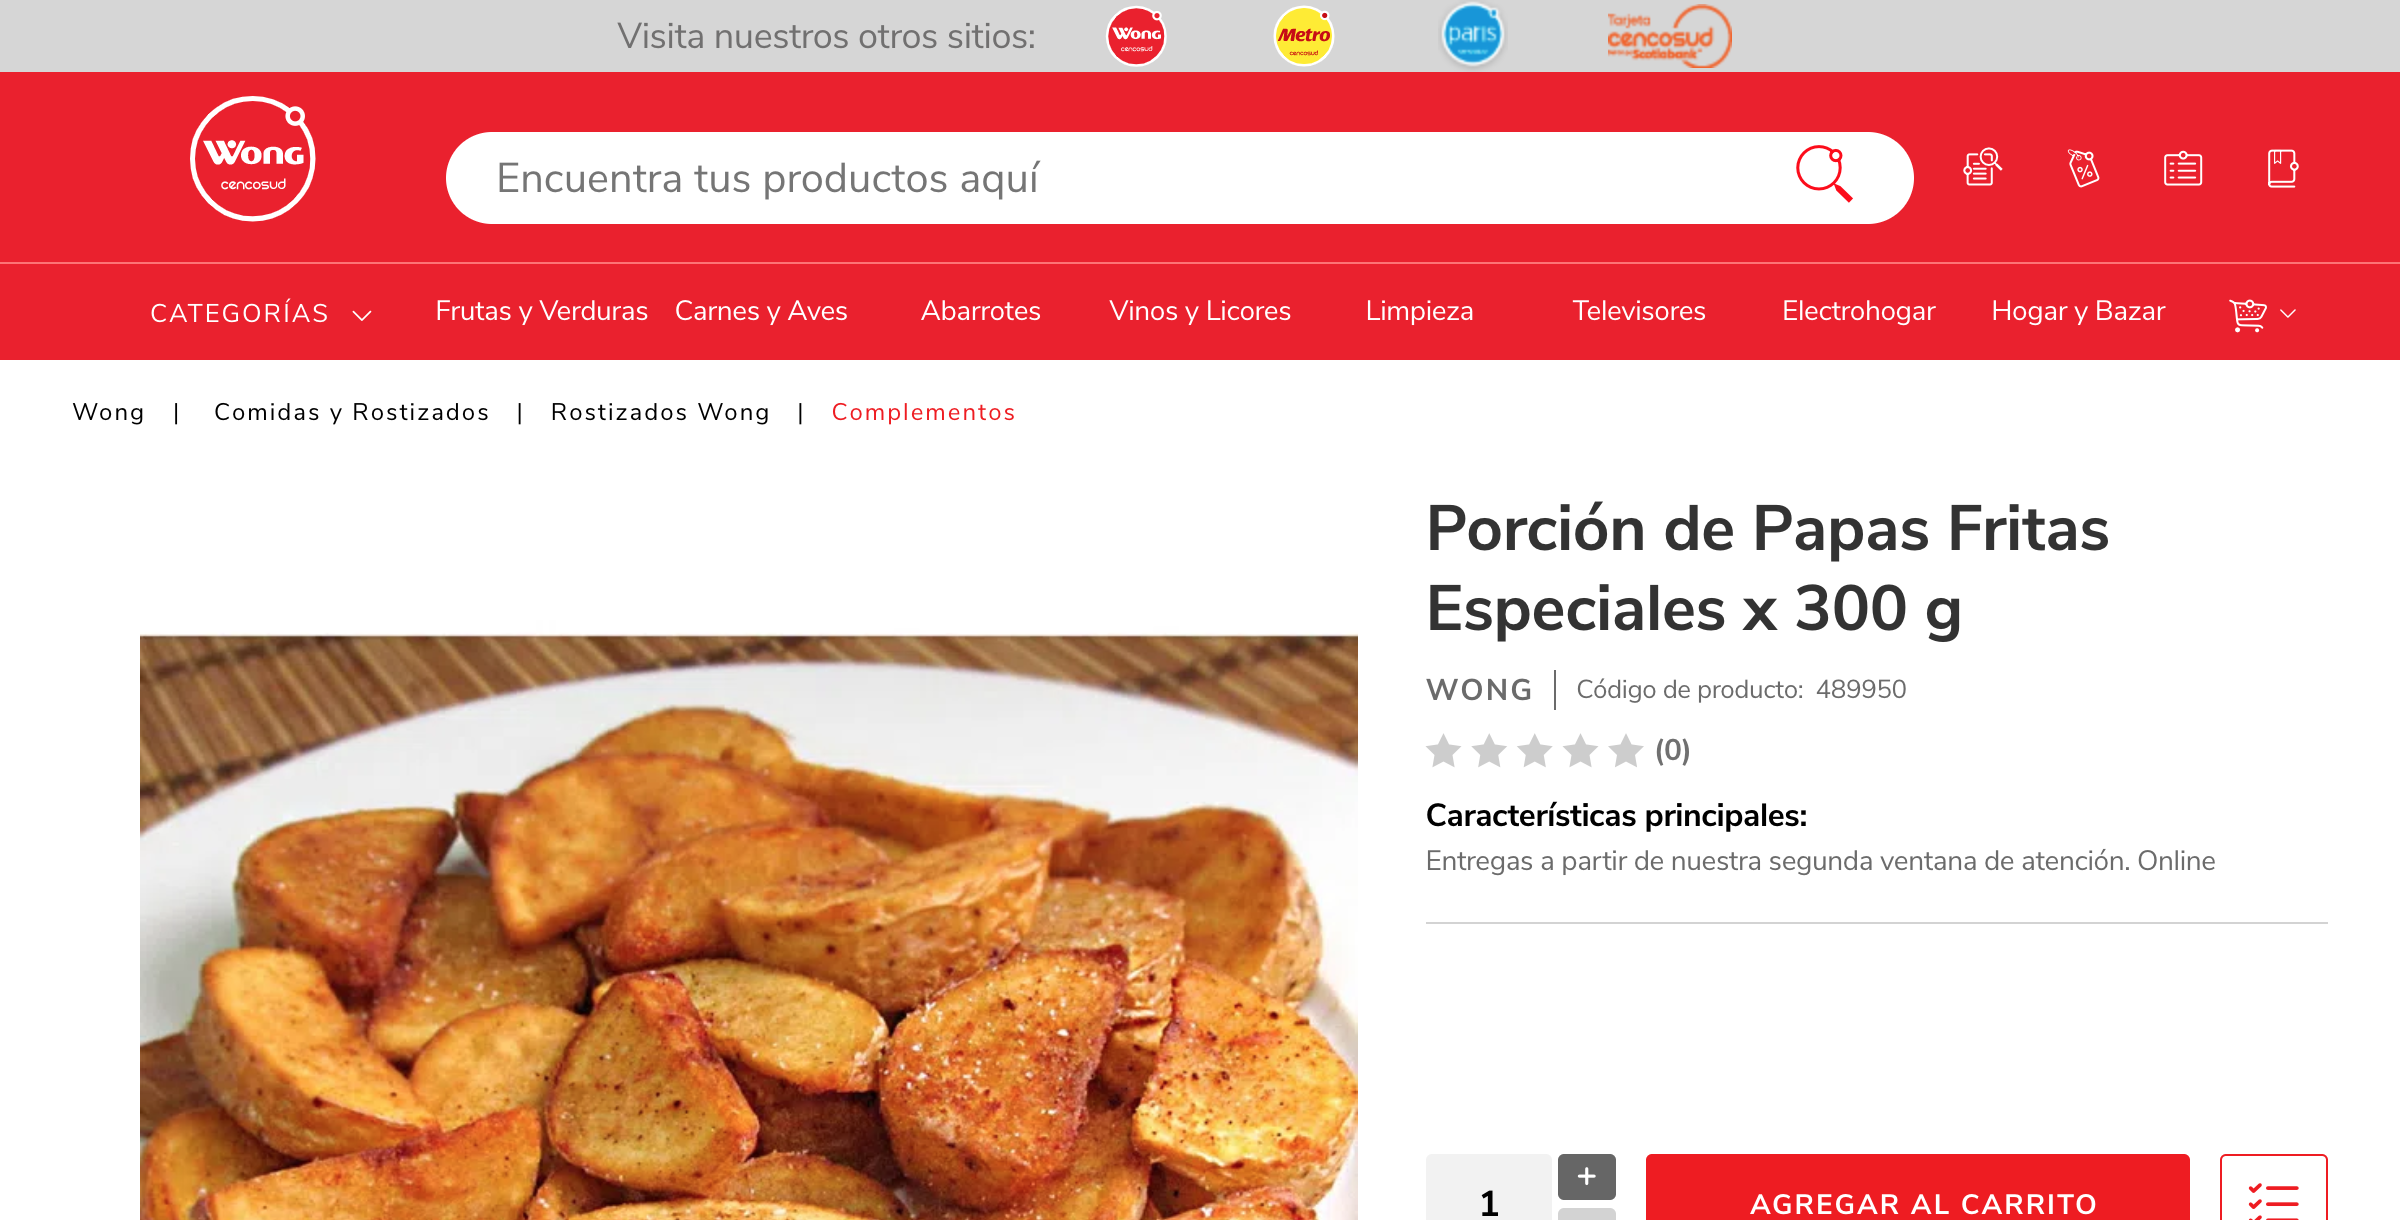 Visita nuestros otros sitios:
Wong
cencosud
Metro
cencosud
paris
Tarjeta
cencosud
Scotiabank
Wong
cencosud
Encuentra tus productos aquí
CATEGORÍAS
Frutas y Verduras
Carnes y Aves
Abarrotes
Vinos y Licores
Limpieza
Televisores
Electrohogar
Hogar y Bazar
Wong | Comidas y Rostizados | Rostizados Wong | Complementos
Porción de Papas Fritas
Especiales x 300 g
WONG | Código de producto: 489950
(0)
Características principales:
Entregas a partir de nuestra segunda ventana de atención. Online
1
+
AGREGAR AL CARRITO